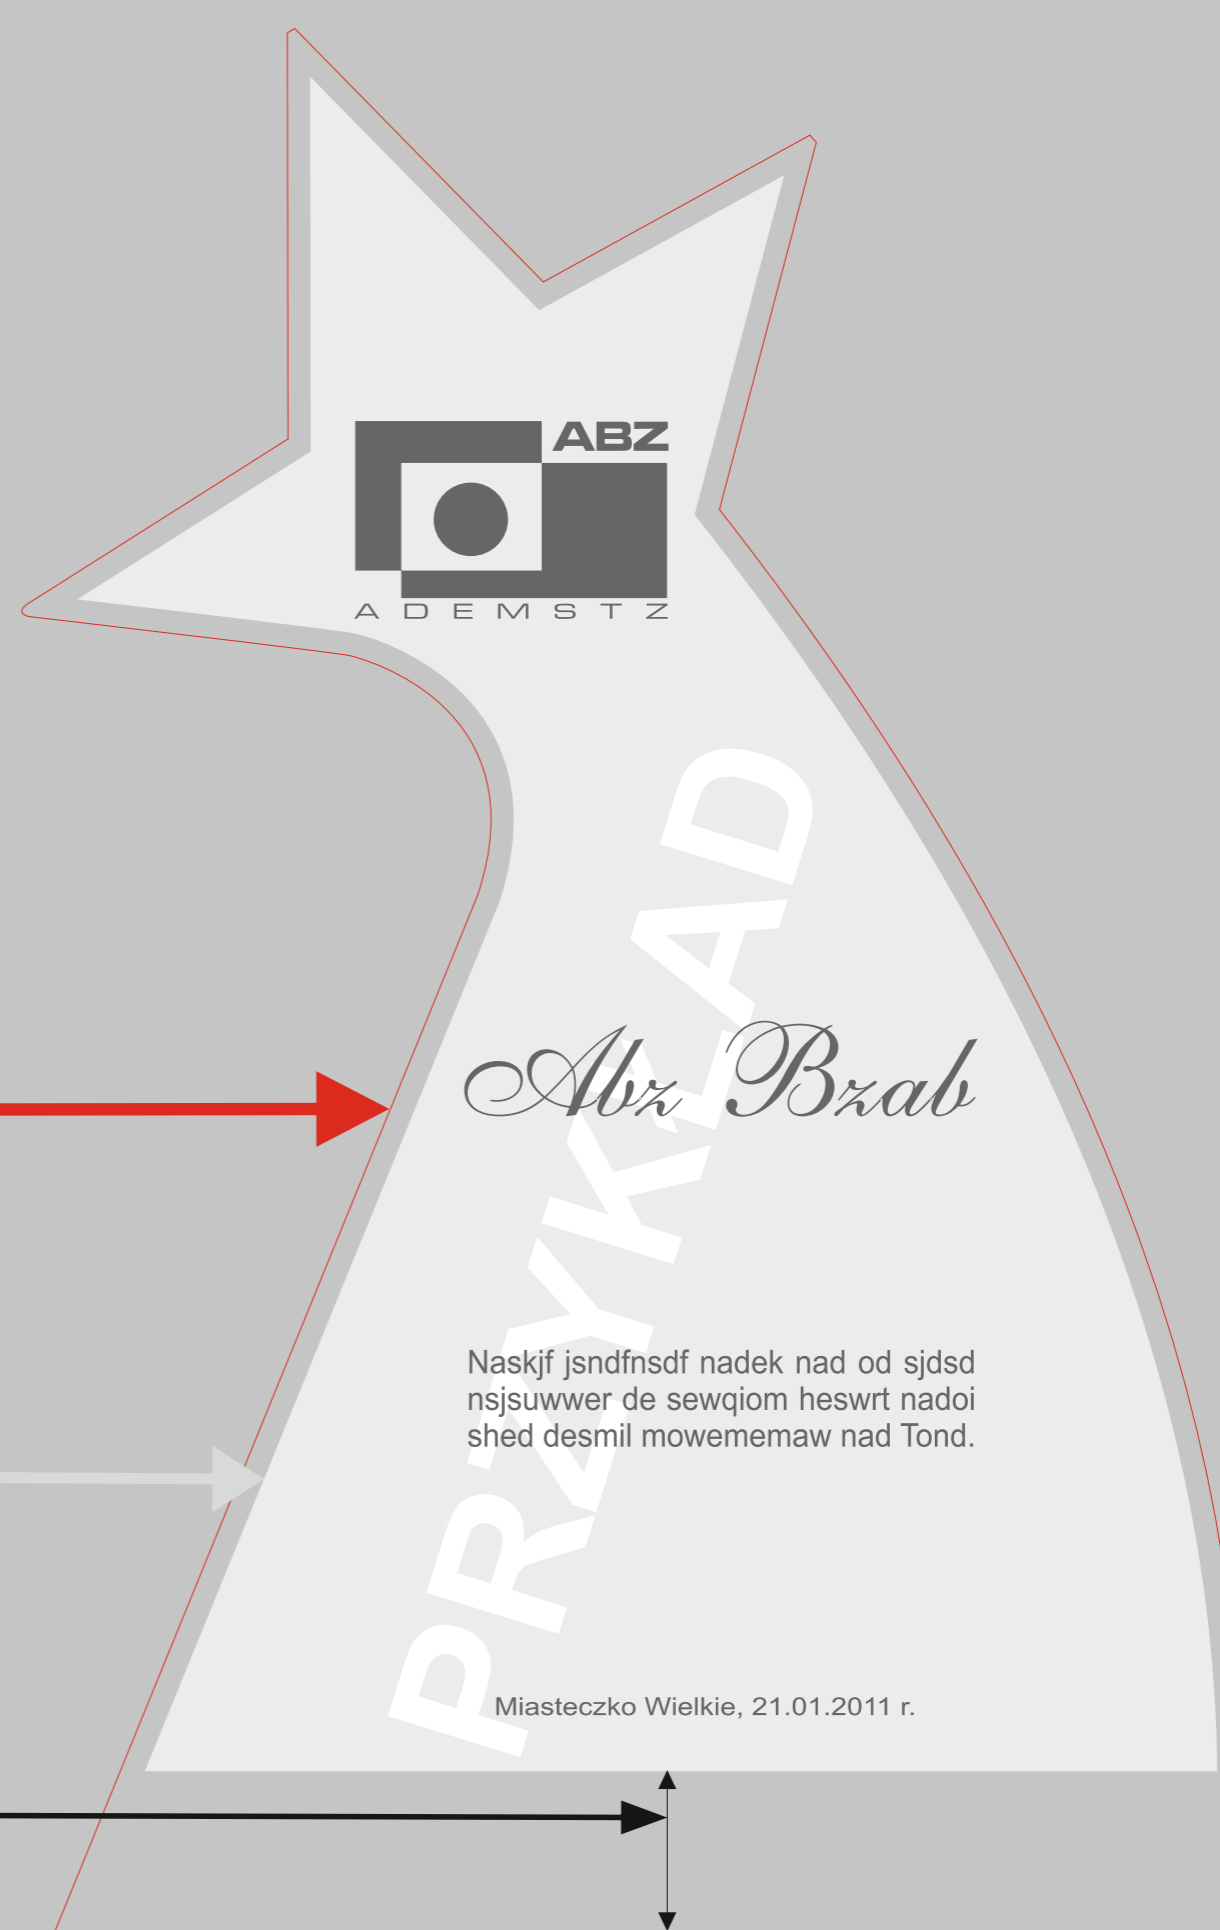 ABZ
ADEMSTZ
PRZYKŁAD
Abz Bzab
Naskjf jsndfnsdf nadek nad od sjdsd
nsjsuwwer de sewqiom heswrt nadoi
shed desmil mowememaw nad Tond.
Miasteczko Wielkie, 21.01.2011 r.